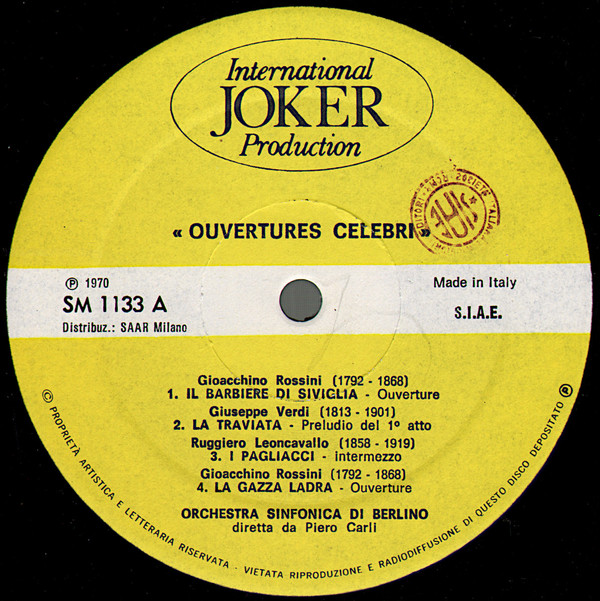 International
JOKER
Production
« OUVERTURES CELEBRI »
℗ 1970
SM 1133 A
Distribuz.: SAAR Milano
Made in Italy
S.I.A.E.
Gioacchino Rossini (1792 - 1868)
1. IL BARBIERE DI SIVIGLIA - Ouverture
Giuseppe Verdi (1813 - 1901)
2. LA TRAVIATA - Preludio del 1º atto
Ruggiero Leoncavallo (1858 - 1919)
3. I PAGLIACCI - intermezzo
Gioacchino Rossini (1792 - 1868)
4. LA GAZZA LADRA - Ouverture
ORCHESTRA SINFONICA DI BERLINO
diretta da Piero Carli
© PROPRIETÀ ARTISTICA E LETTERARIA RISERVATA - VIETATA RIPRODUZIONE E RADIODIFFUSIONE DI QUESTO DISCO DEPOSITATO ®